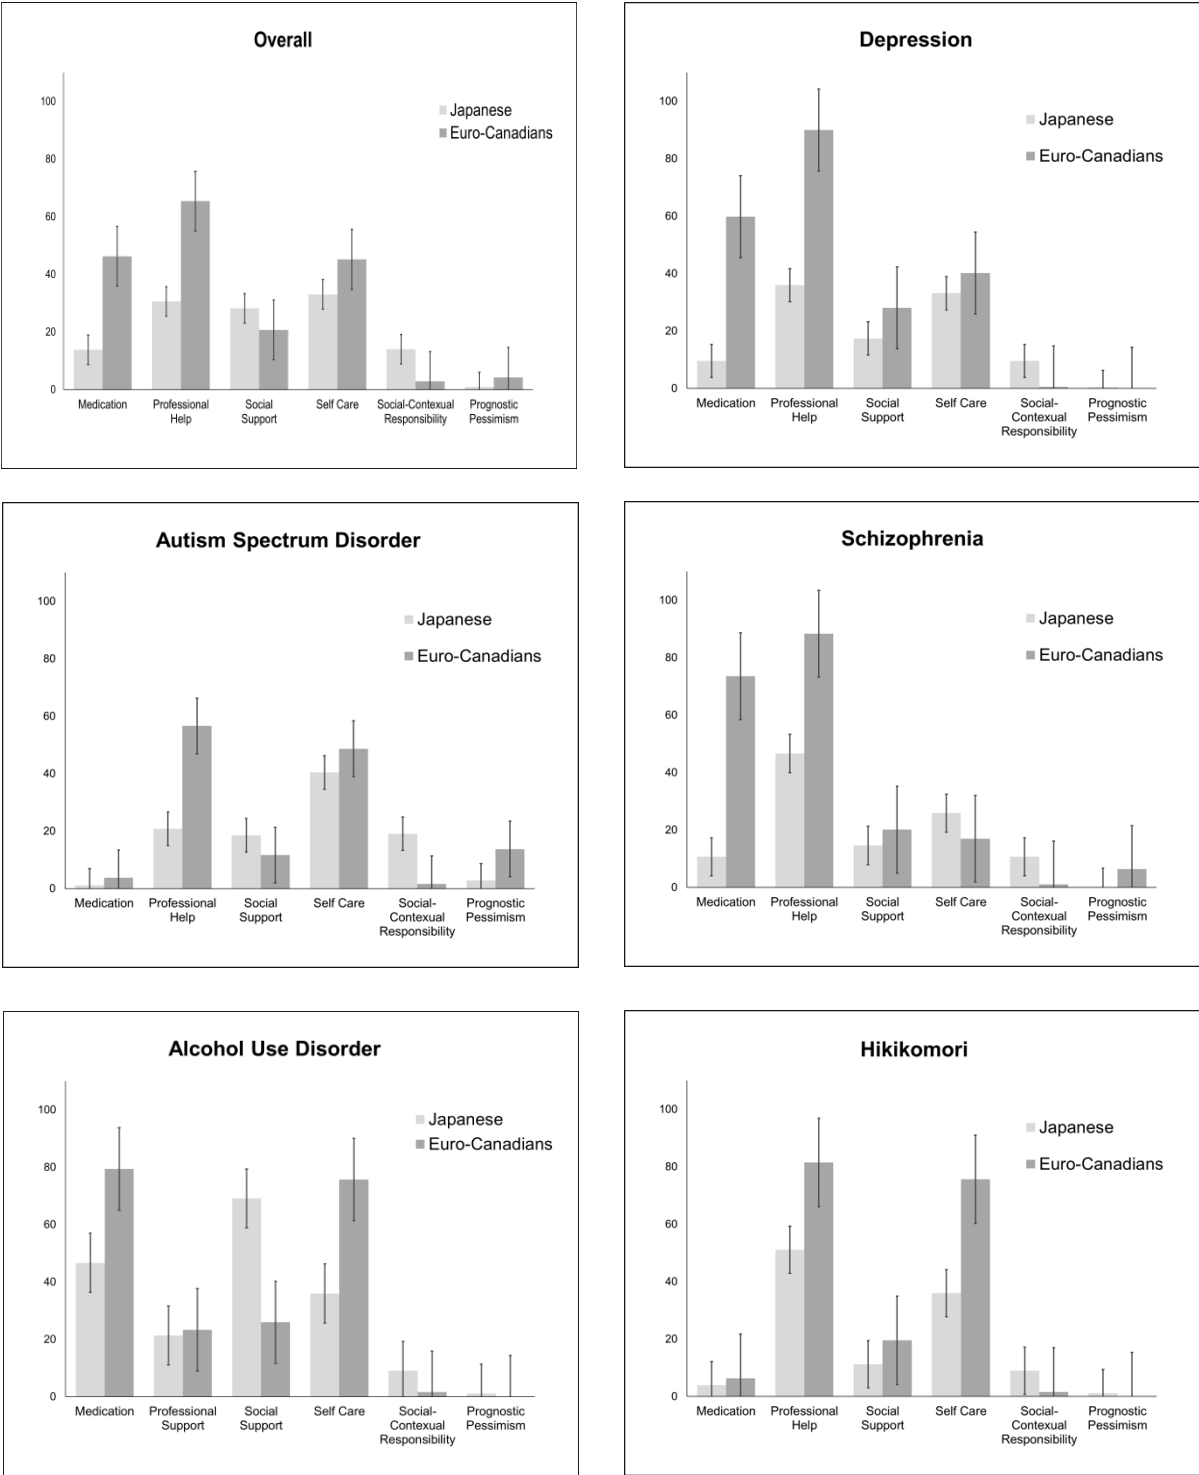 Overall
100
80
60
40
20
0
Japanese
Euro-Canadians
Medication
Professional
Help
Social
Support
Self Care
Social-Contexual
Responsibility
Prognostic
Pessimism
Depression
100
80
60
40
20
0
Japanese
Euro-Canadians
Medication
Professional
Help
Social
Support
Self Care
Social-
Contexual
Responsibility
Prognostic
Pessimism
Autism Spectrum Disorder
100
80
60
40
20
0
Japanese
Euro-Canadians
Medication
Professional
Help
Social
Support
Self Care
Social-
Contexual
Responsibility
Prognostic
Pessimism
Schizophrenia
100
80
60
40
20
0
Japanese
Euro-Canadians
Medication
Professional
Help
Social
Support
Self Care
Social-
Contexual
Responsibility
Prognostic
Pessimism
Alcohol Use Disorder
100
80
60
40
20
0
Japanese
Euro-Canadians
Medication
Professional
Support
Social
Support
Self Care
Social-
Contexual
Responsibility
Prognostic
Pessimism
Hikikomori
100
80
60
40
20
0
Japanese
Euro-Canadians
Medication
Professional
Help
Social
Support
Self Care
Social-
Contexual
Responsibility
Prognostic
Pessimism